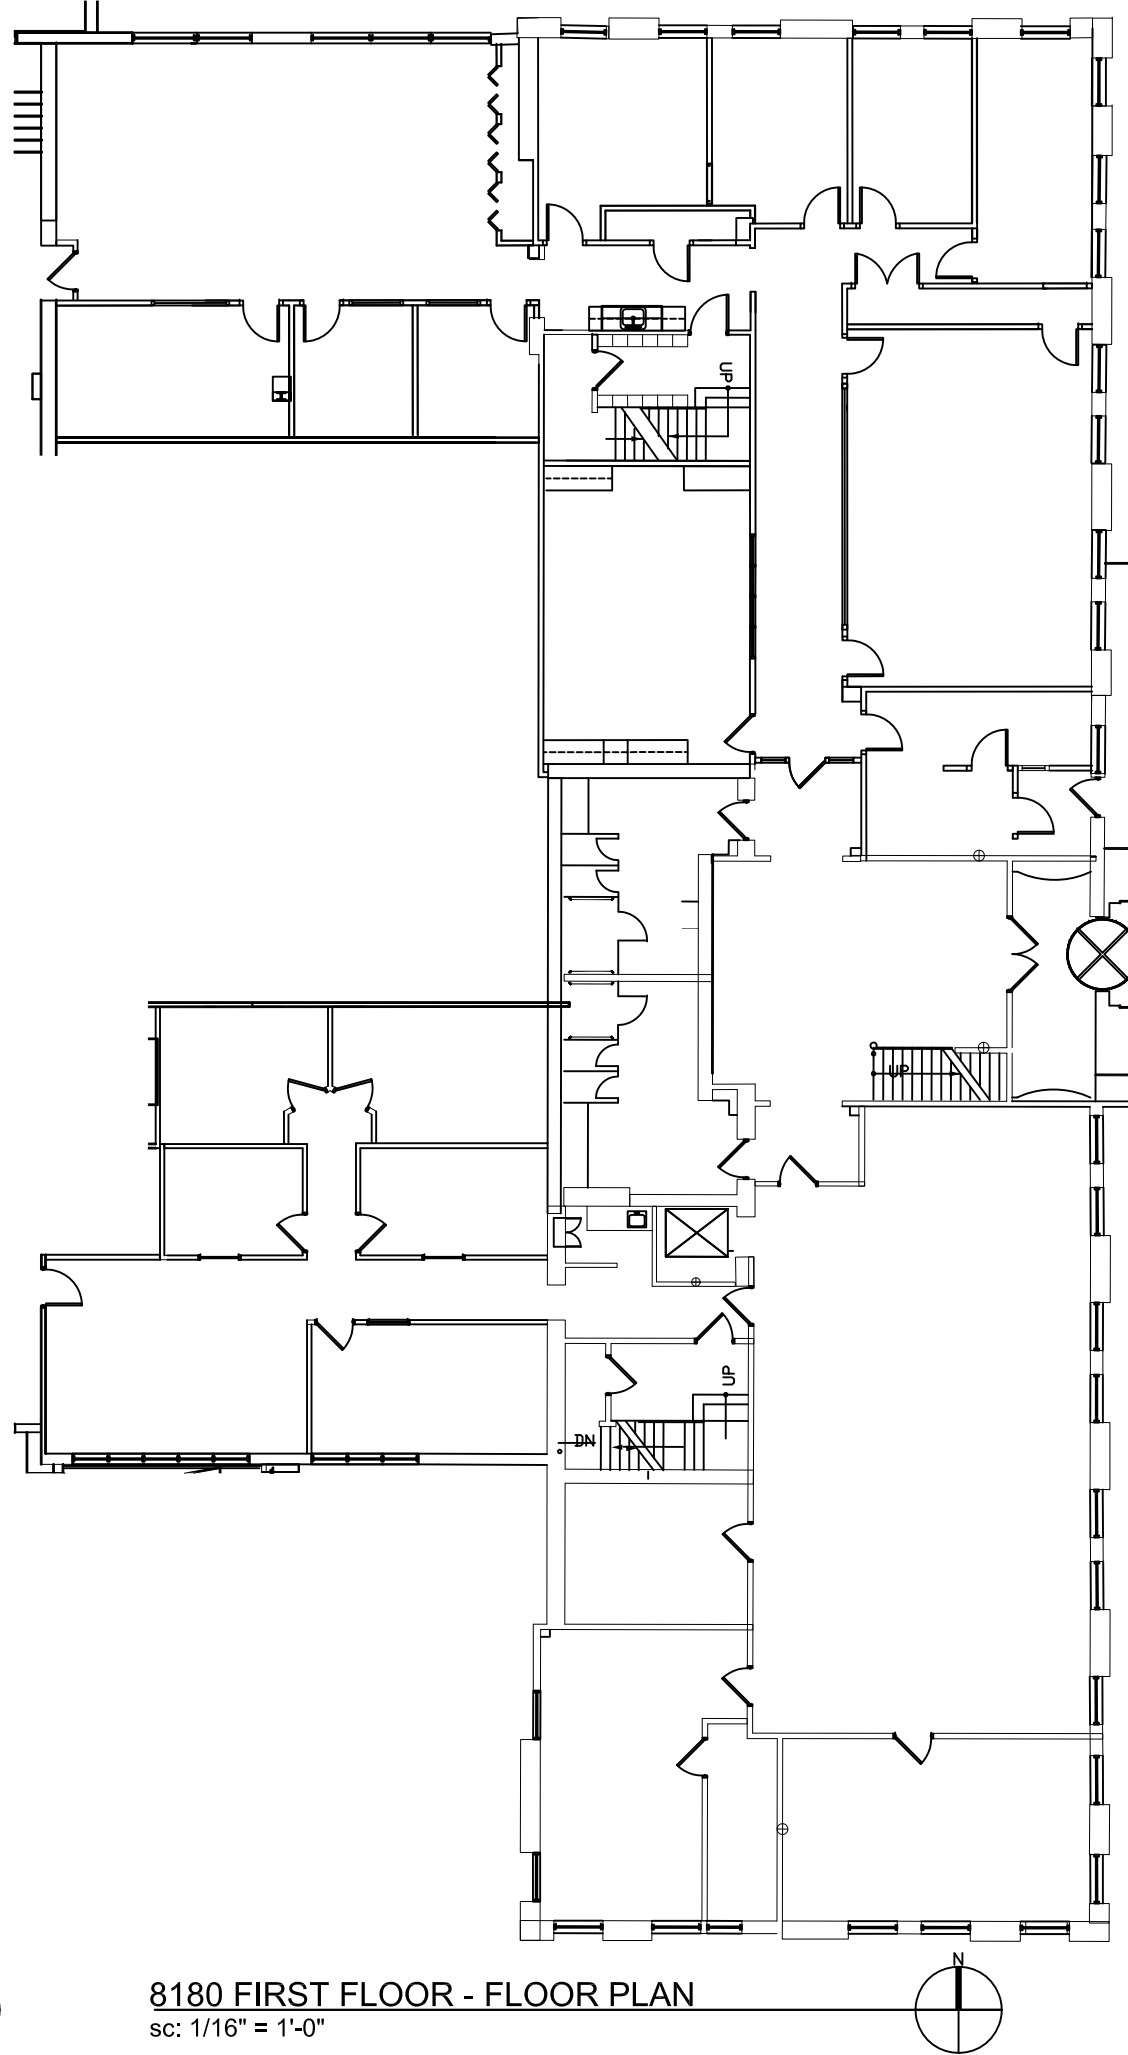 UP
UP
UP
DN
N
8180 FIRST FLOOR - FLOOR PLAN
sc: 1/16" = 1'-0"